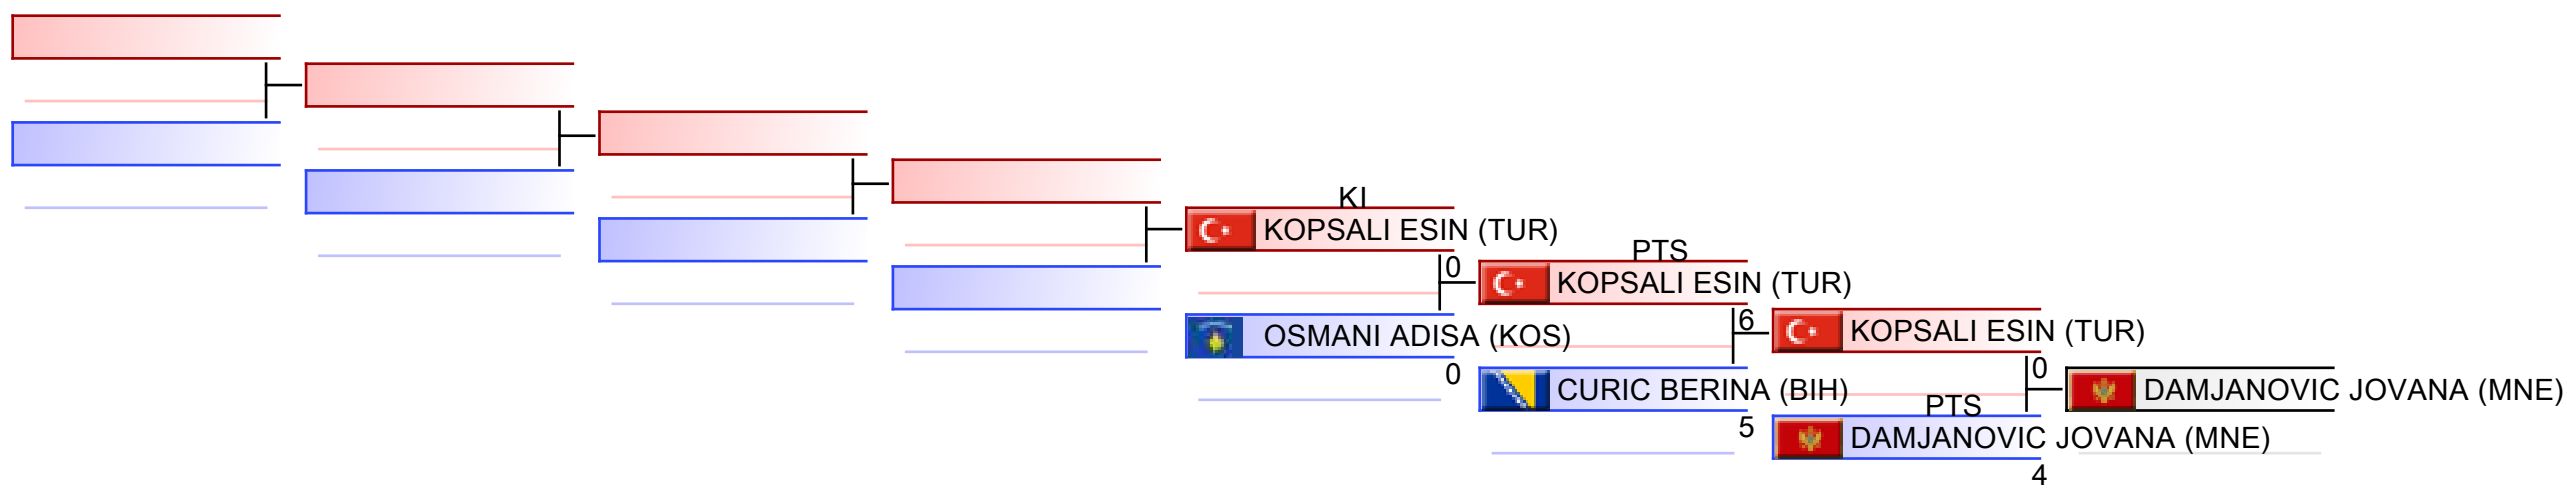 KI
KOPSALI ESIN (TUR)
0
OSMANI ADISA (KOS)
0
PTS
KOPSALI ESIN (TUR)
6
CURIC BERINA (BIH)
5
KOPSALI ESIN (TUR)
0
PTS
DAMJANOVIC JOVANA (MNE)
4
DAMJANOVIC JOVANA (MNE)